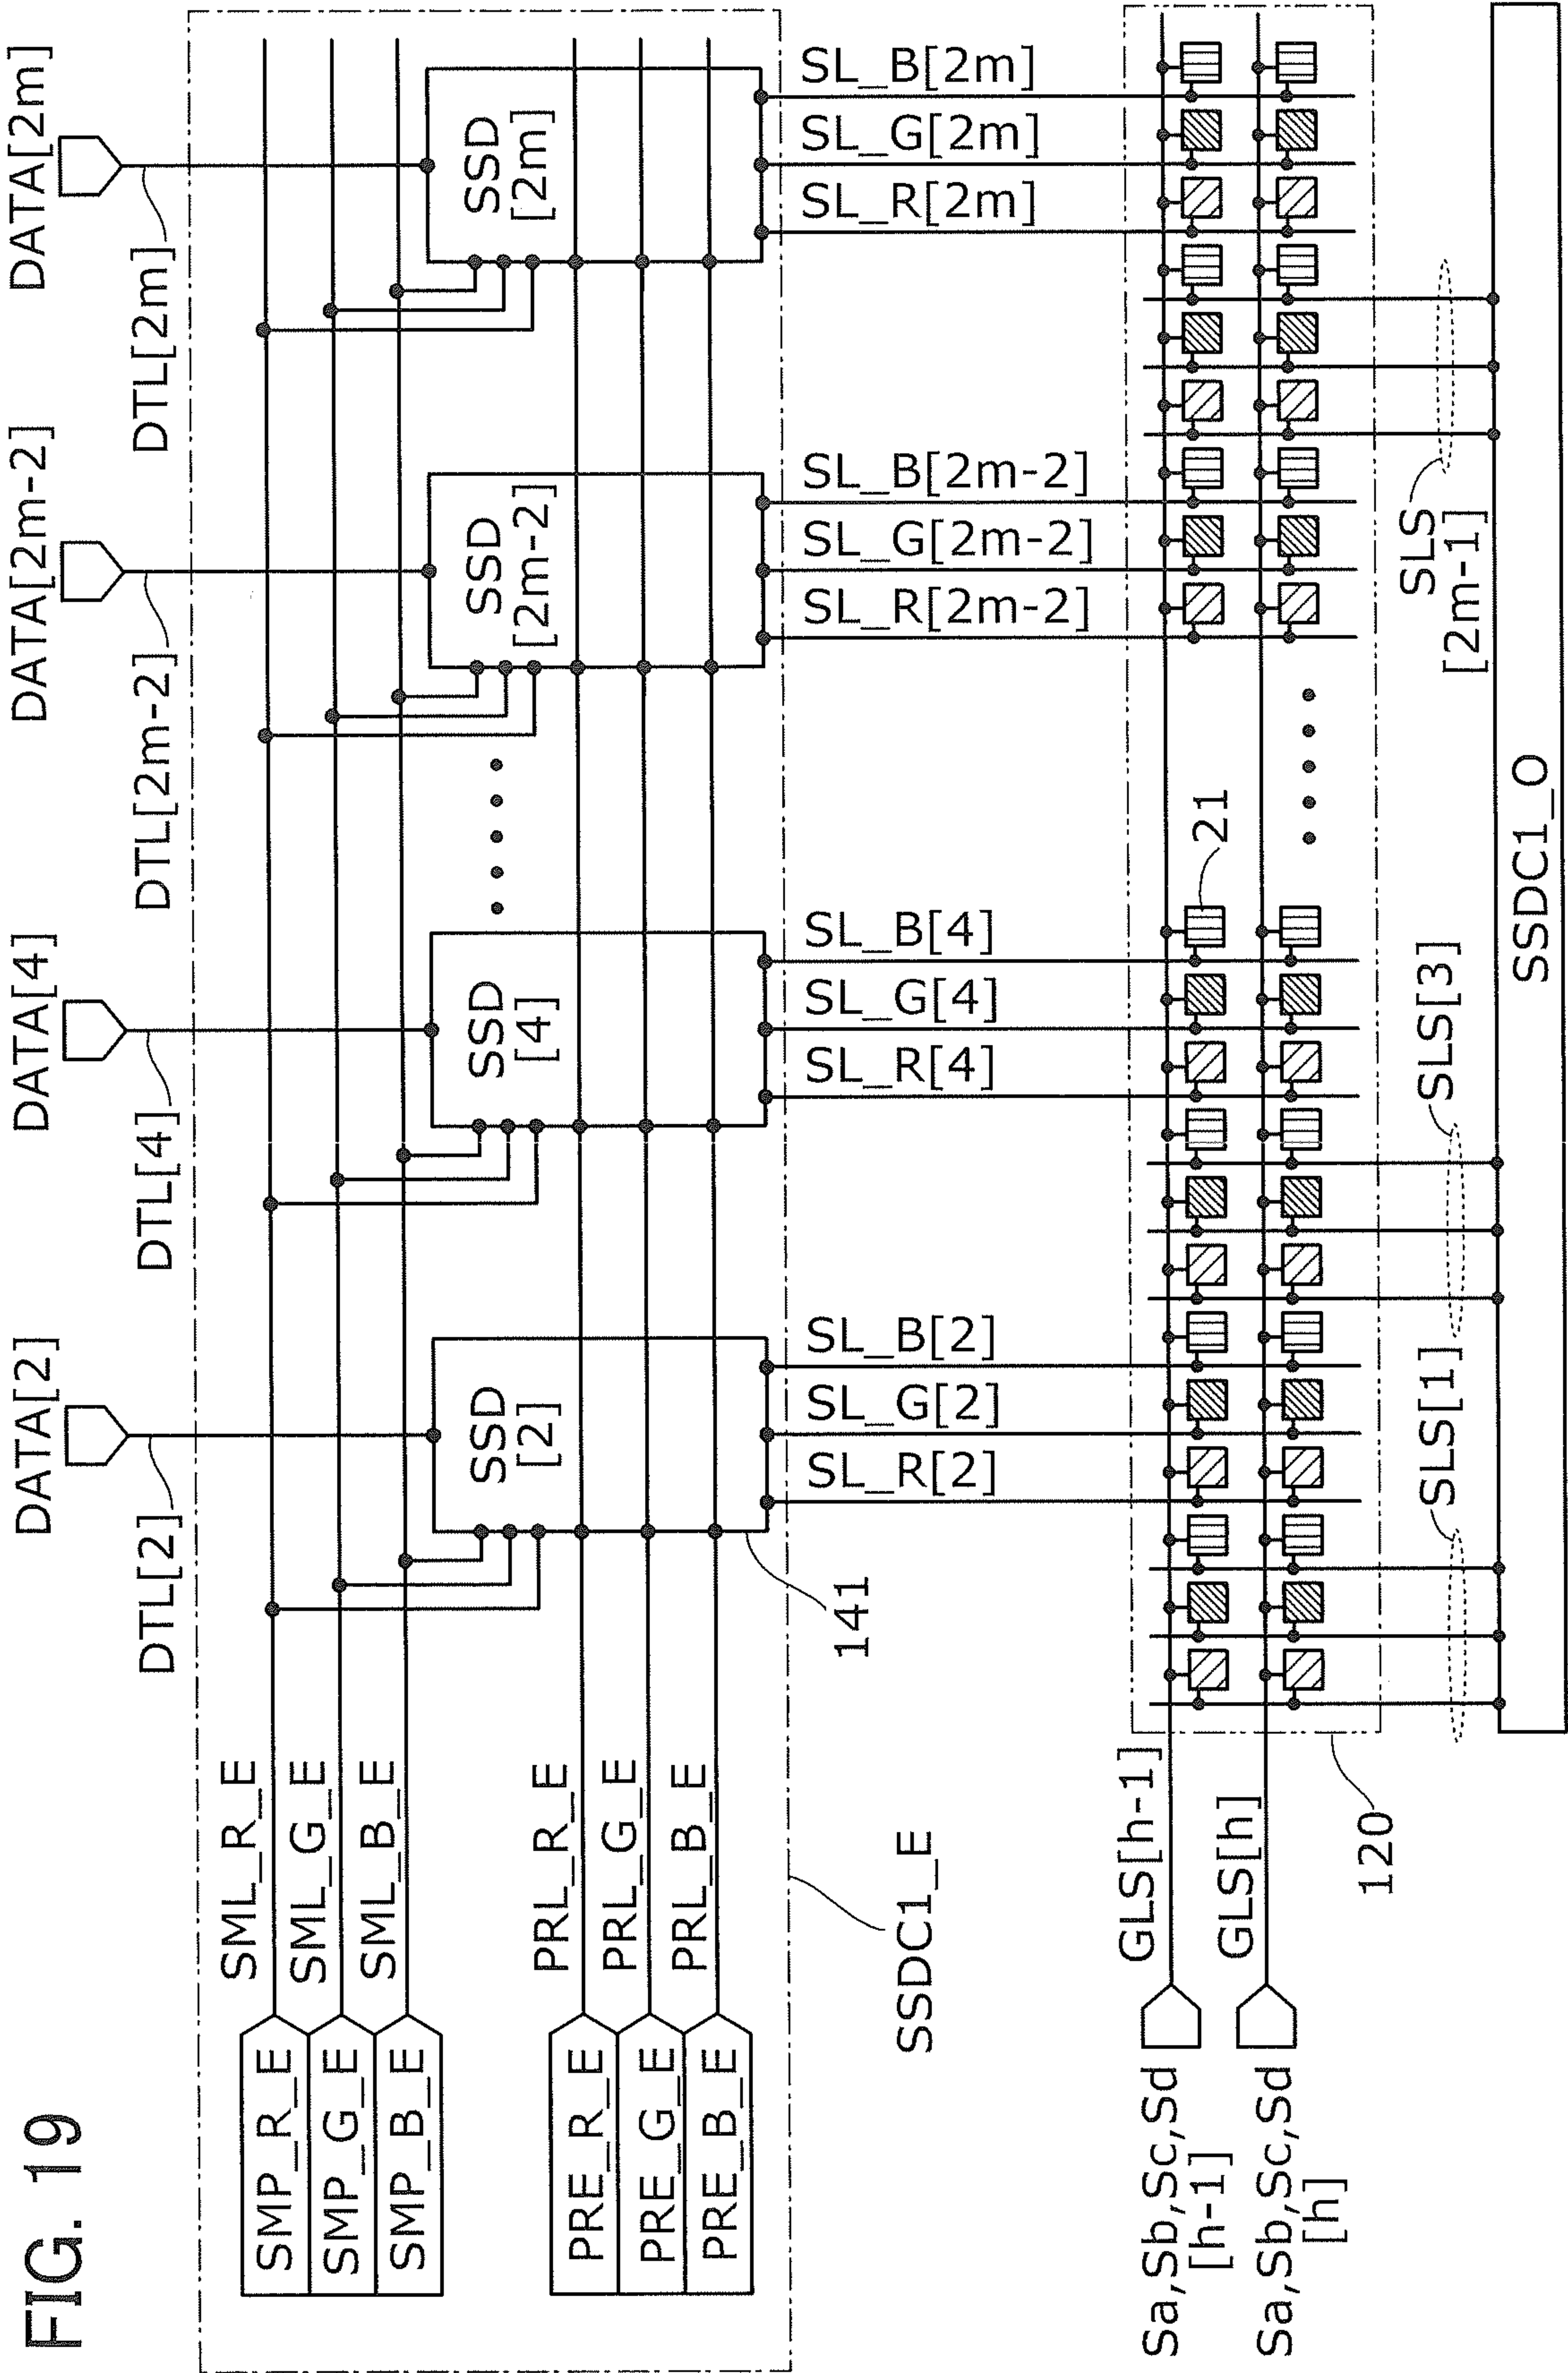 FIG. 19
DATA[2]
DATA[4]
DATA[2m-2]
DATA[2m]
DTL[2]
DTL[4]
DTL[2m-2]
DTL[2m]
SML_R_E
SML_G_E
SML_B_E
SMP_R_E
SMP_G_E
SMP_B_E
SSD
[2]
SSD
[4]
SSD
[2m-2]
SSD
[2m]
PRL_R_E
PRL_G_E
PRL_B_E
PRE_R_E
PRE_G_E
PRE_B_E
141
SSDC1_E
SL_R[2]
SL_G[2]
SL_B[2]
SL_R[4]
SL_G[4]
SL_B[4]
SL_R[2m-2]
SL_G[2m-2]
SL_B[2m-2]
SL_R[2m]
SL_G[2m]
SL_B[2m]
GLS[h-1]
Sa,Sb,Sc,Sd
[h-1]
GLS[h]
Sa,Sb,Sc,Sd
[h]
21
120
SLS[1]
SLS[3]
SLS
[2m-1]
SSDC1_O